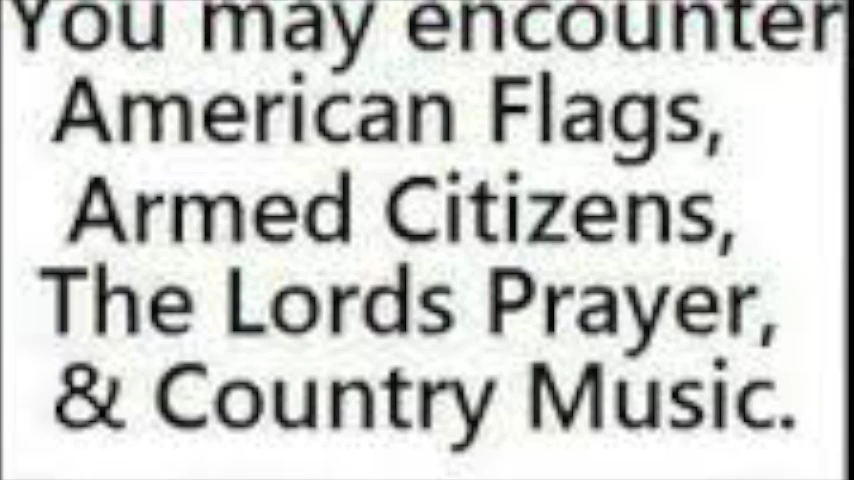 You may encounter
American Flags,
Armed Citizens,
The Lords Prayer,
& Country Music.